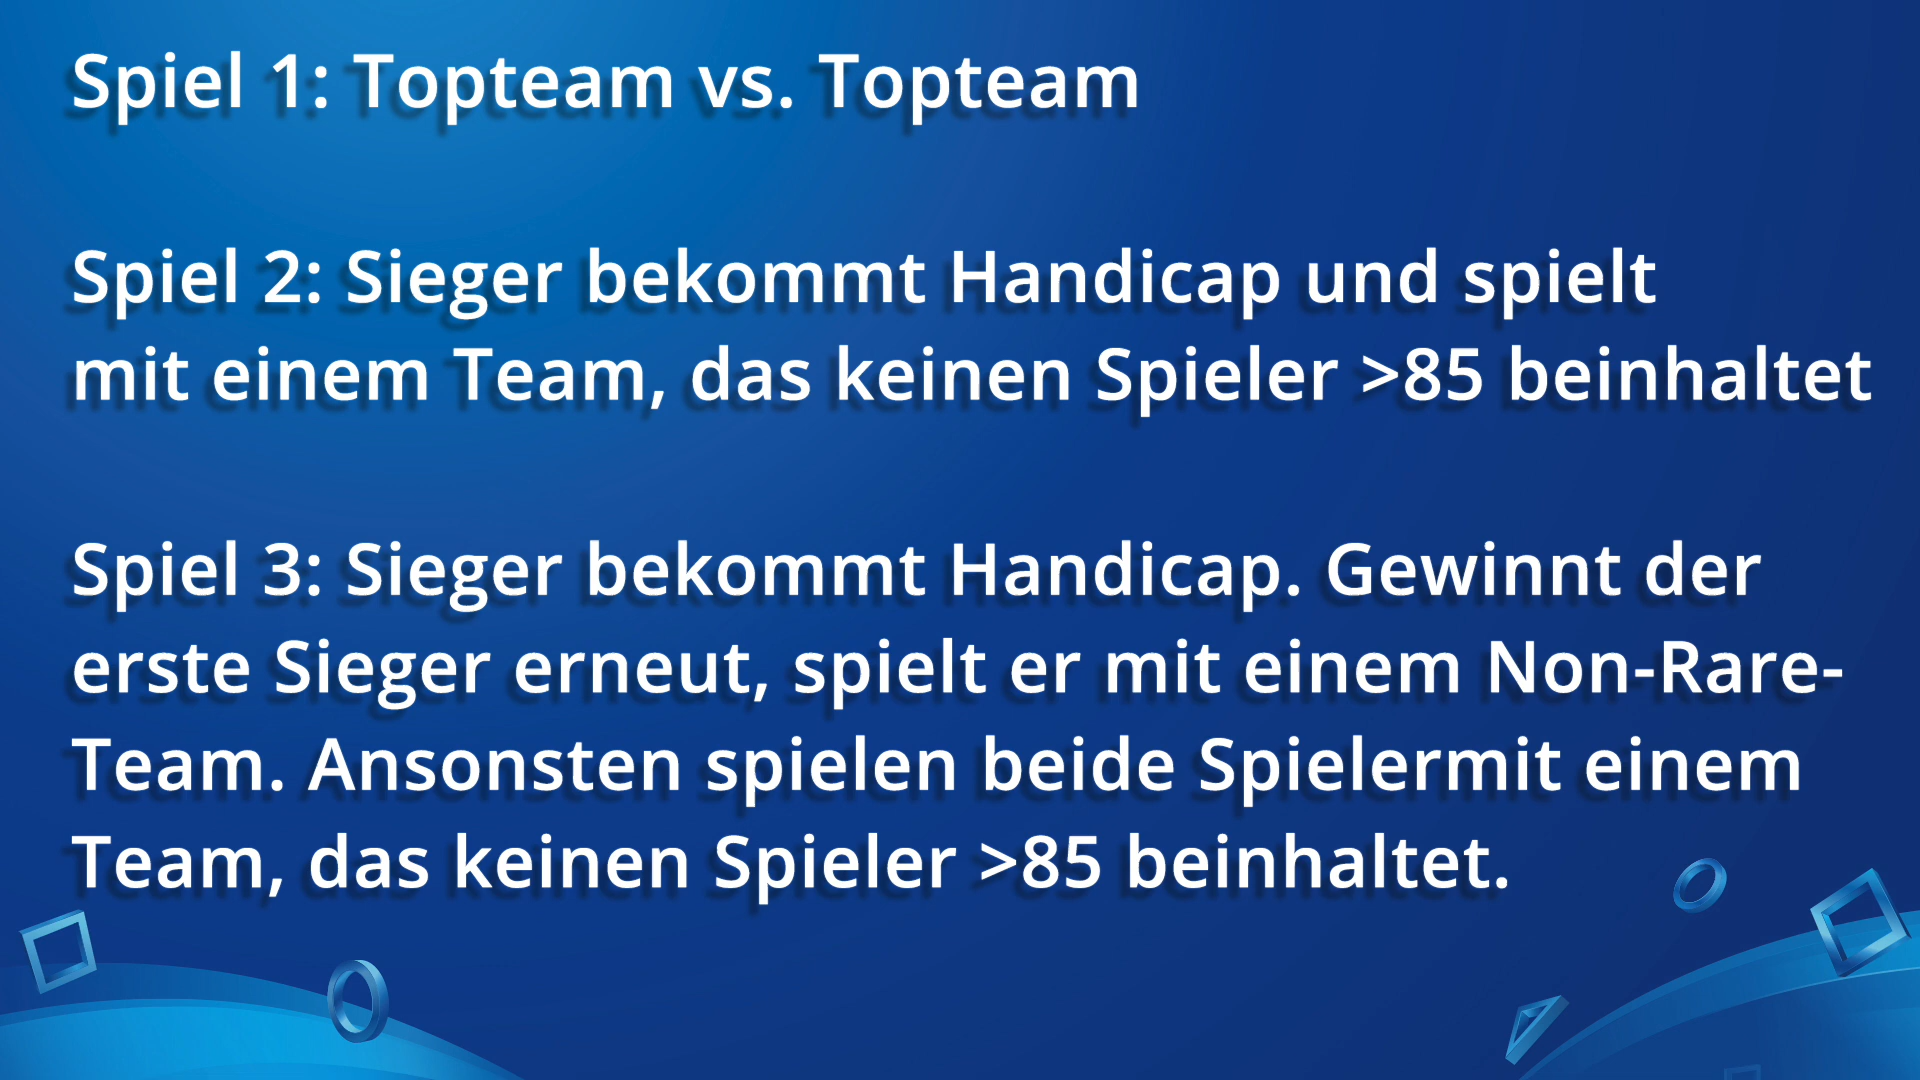 Spiel 1: Topteam vs. Topteam
Spiel 2: Sieger bekommt Handicap und spielt
mit einem Team, das keinen Spieler >85 beinhaltet
Spiel 3: Sieger bekommt Handicap. Gewinnt der
erste Sieger erneut, spielt er mit einem Non-Rare-
Team. Ansonsten spielen beide Spielermit einem
Team, das keinen Spieler >85 beinhaltet.